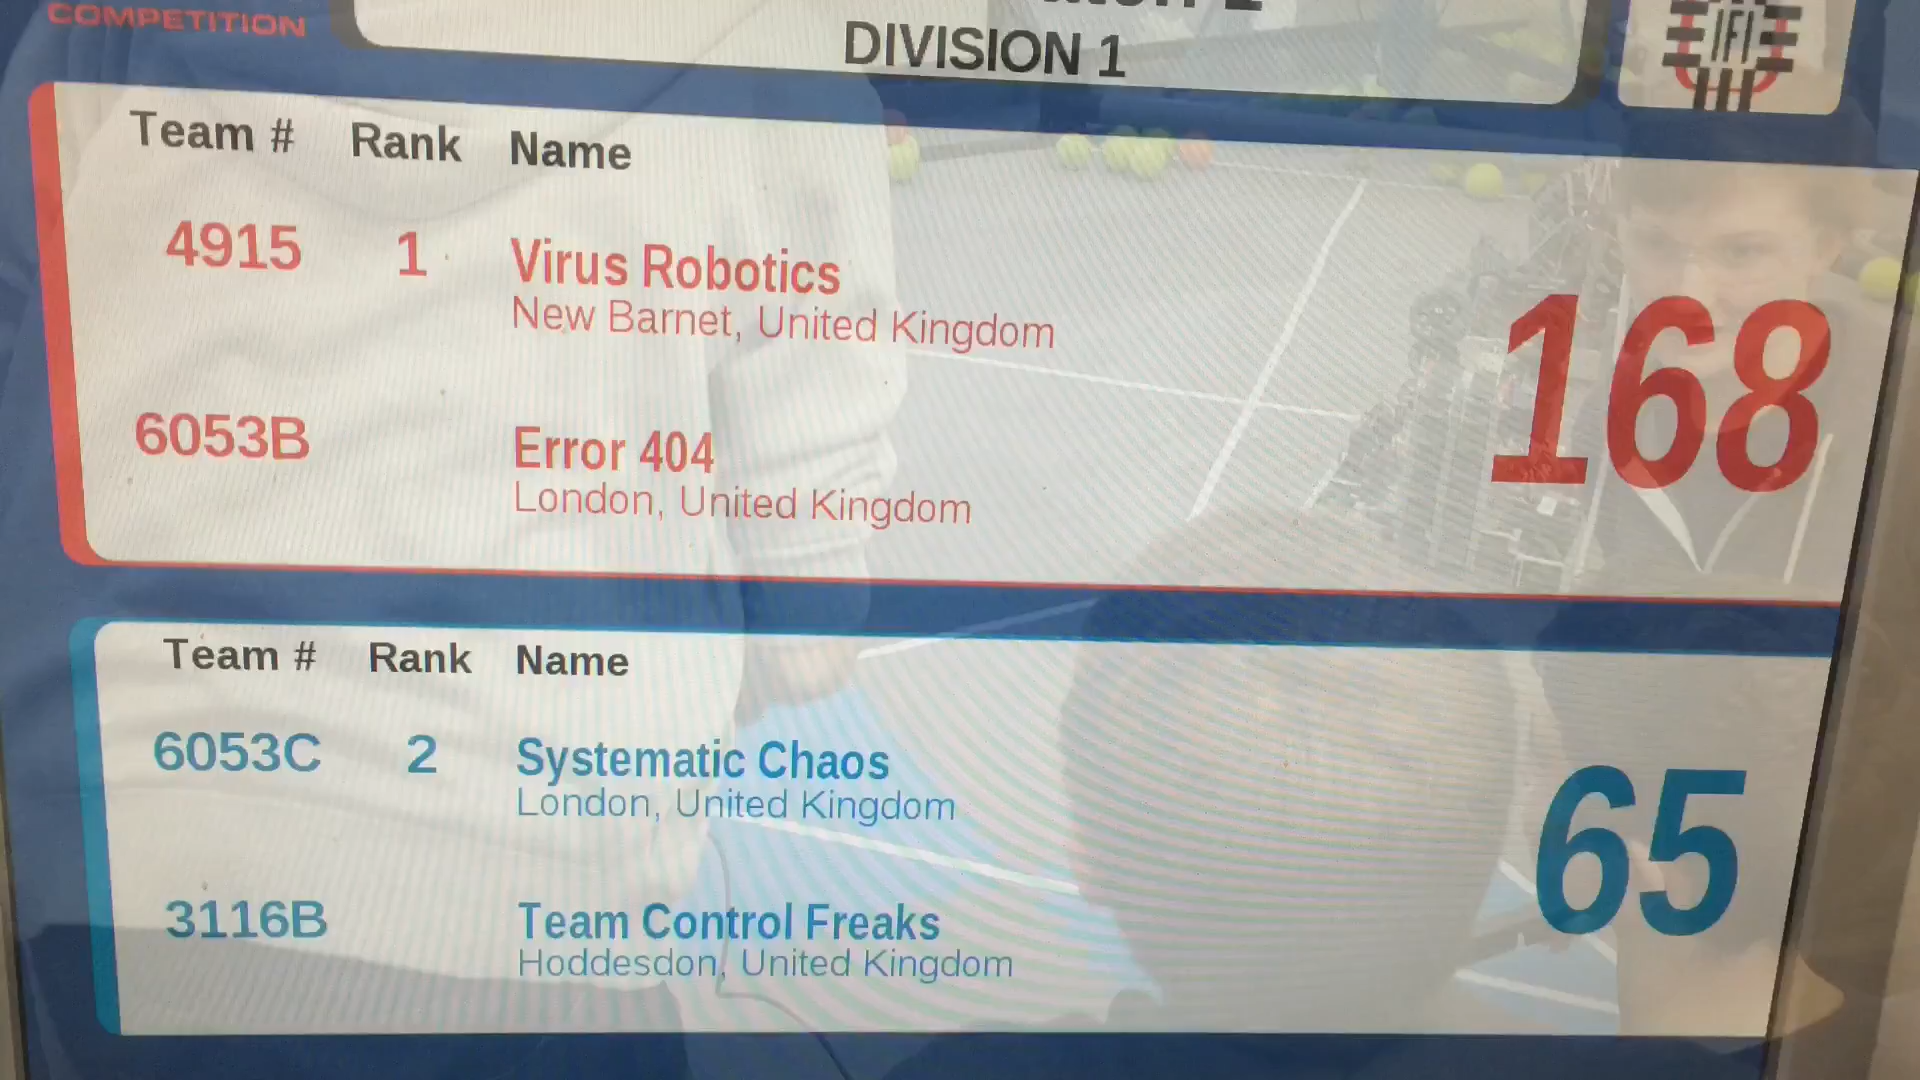 COMPETITION
DIVISION 1
IFI
Team # Rank Name
4915 1 Virus Robotics
New Barnet, United Kingdom
168
6053B Error 404
London, United Kingdom
Team # Rank Name
6053C 2 Systematic Chaos
London, United Kingdom
65
3116B Team Control Freaks
Hoddesdon, United Kingdom